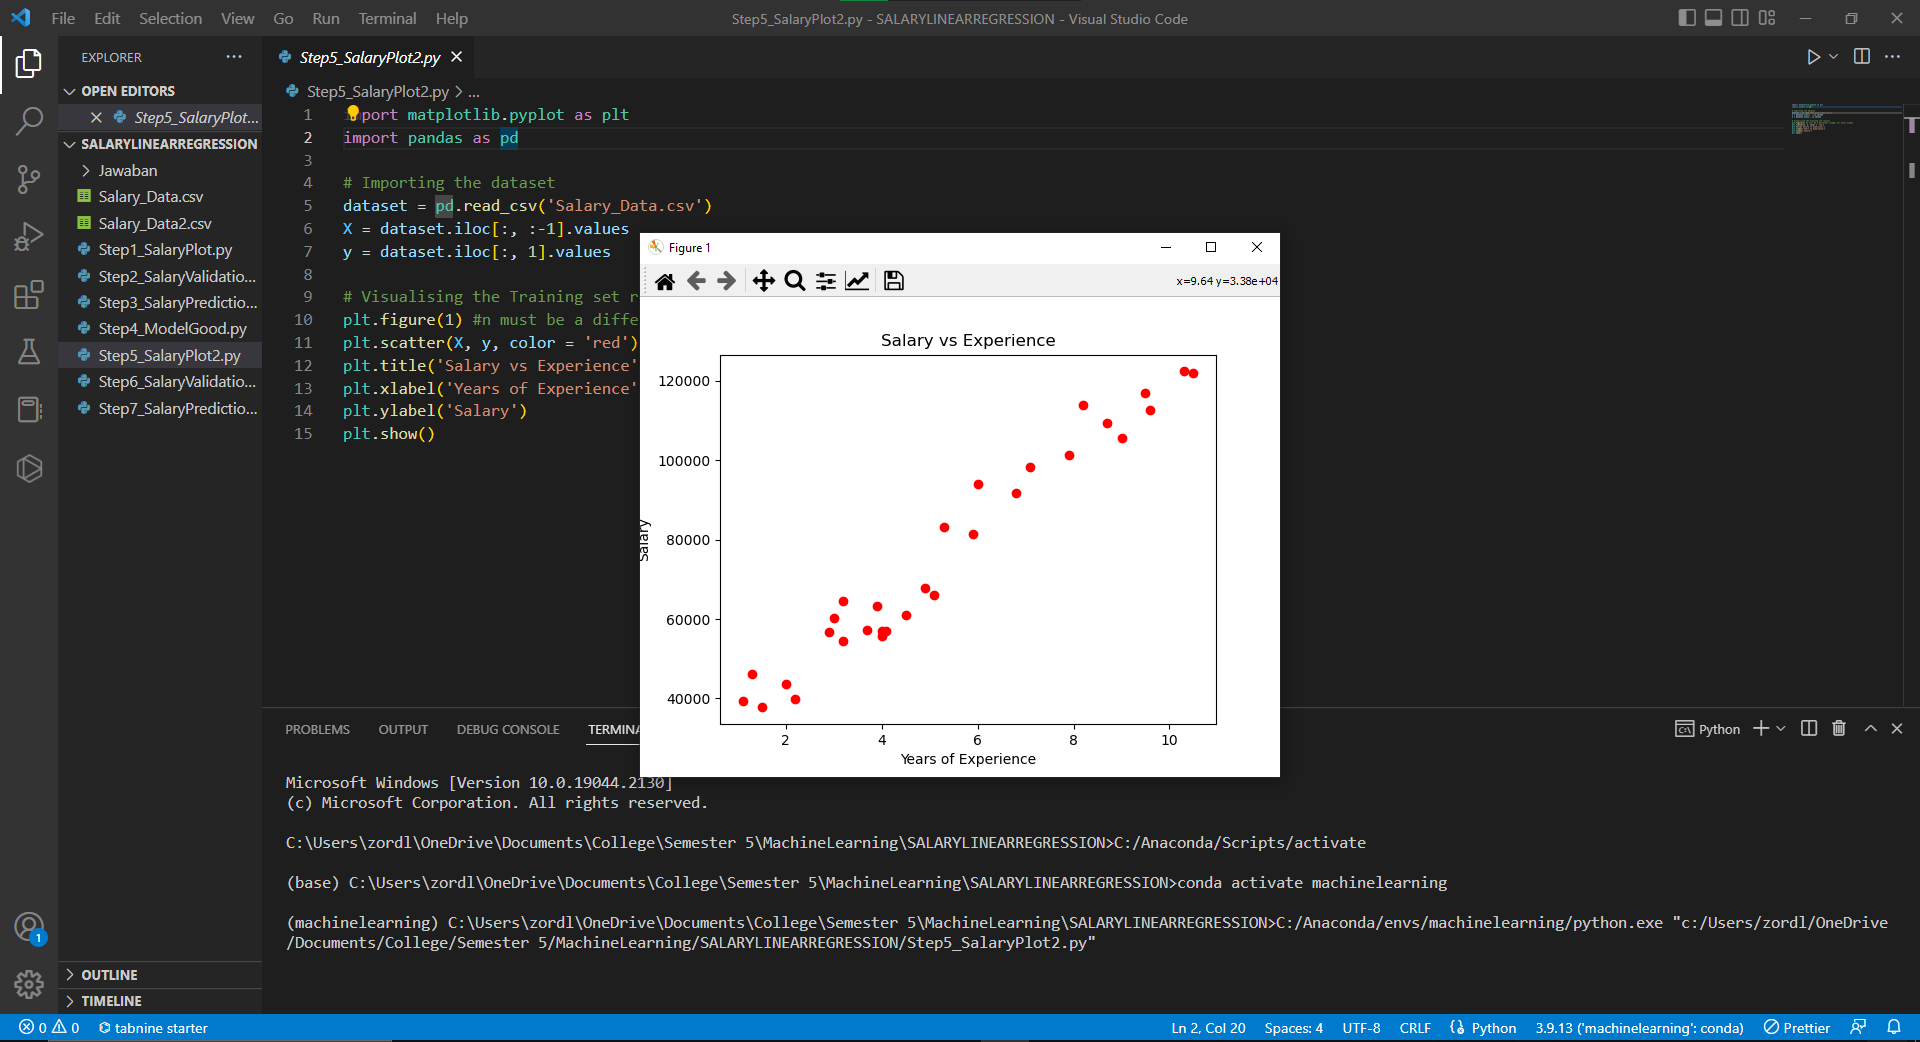 File Edit Selection View Go Run Terminal Help
Step5_SalaryPlot2.py - SALARYLINEARREGRESSION - Visual Studio Code
EXPLORER
OPEN EDITORS
Step5_SalaryPlot...
SALARYLINEARREGRESSION
Jawaban
Salary_Data.csv
Salary_Data2.csv
Step1_SalaryPlot.py
Step2_SalaryValidatio...
Step3_SalaryPredictio...
Step4_ModelGood.py
Step5_SalaryPlot2.py
Step6_SalaryValidatio...
Step7_SalaryPredictio...
OUTLINE
TIMELINE
1
Step5_SalaryPlot2.py
Step5_SalaryPlot2.py > ...
1 port matplotlib.pyplot as plt
2 import pandas as pd
3
4 # Importing the dataset
5 dataset = pd.read_csv('Salary_Data.csv')
6 X = dataset.iloc[:, :-1].values
7 y = dataset.iloc[:, 1].values
8
9 # Visualising the Training set r
10 plt.figure(1) #n must be a diffe
11 plt.scatter(X, y, color = 'red')
12 plt.title('Salary vs Experience'
13 plt.xlabel('Years of Experience'
14 plt.ylabel('Salary')
15 plt.show()
Figure 1
x=9.64 y=3.38e+04
Salary vs Experience
120000
100000
80000
60000
40000
Salary
2 4 6 8 10
Years of Experience
PROBLEMS OUTPUT DEBUG CONSOLE TERMINA
Python
Microsoft Windows [Version 10.0.19044.2130]
(c) Microsoft Corporation. All rights reserved.
C:\Users\zordl\OneDrive\Documents\College\Semester 5\MachineLearning\SALARYLINEARREGRESSION>C:/Anaconda/Scripts/activate
(base) C:\Users\zordl\OneDrive\Documents\College\Semester 5\MachineLearning\SALARYLINEARREGRESSION>conda activate machinelearning
(machinelearning) C:\Users\zordl\OneDrive\Documents\College\Semester 5\MachineLearning\SALARYLINEARREGRESSION>C:/Anaconda/envs/machinelearning/python.exe "c:/Users/zordl/OneDrive
/Documents/College/Semester 5/MachineLearning/SALARYLINEARREGRESSION/Step5_SalaryPlot2.py"
0 0 tabnine starter
Ln 2, Col 20 Spaces: 4 UTF-8 CRLF Python 3.9.13 ('machinelearning': conda) Prettier